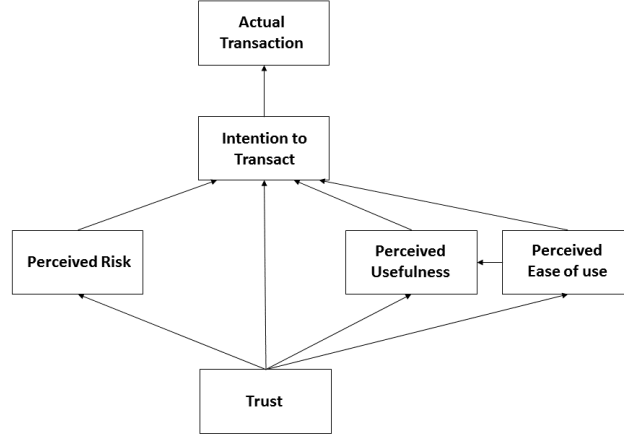 Actual
Transaction
Intention to
Transact
Perceived Risk
Perceived
Usefulness
Perceived
Ease of use
Trust